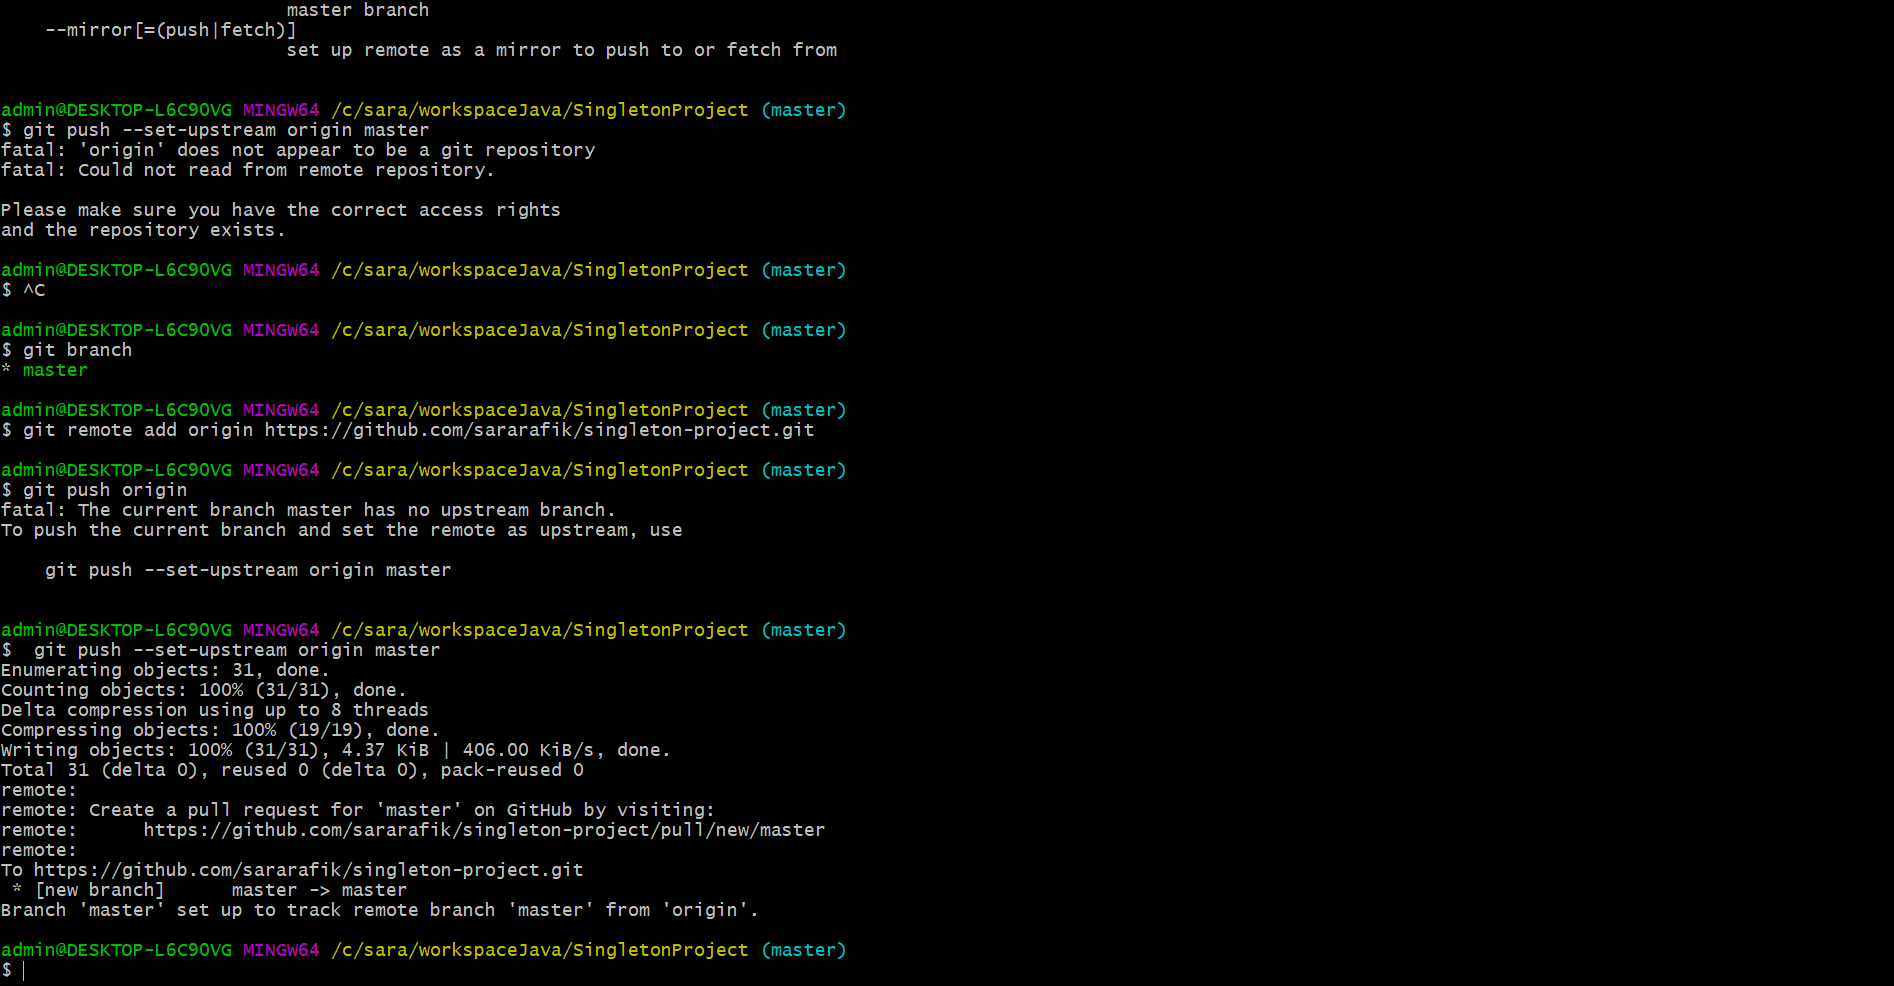 master branch
--mirror[=(push|fetch)]
set up remote as a mirror to push to or fetch from
admin@DESKTOP-L6C90VG MINGW64 /c/sara/workspaceJava/SingletonProject (master)
$ git push --set-upstream origin master
fatal: 'origin' does not appear to be a git repository
fatal: Could not read from remote repository.
Please make sure you have the correct access rights
and the repository exists.
admin@DESKTOP-L6C90VG MINGW64 /c/sara/workspaceJava/SingletonProject (master)
$ ^C
admin@DESKTOP-L6C90VG MINGW64 /c/sara/workspaceJava/SingletonProject (master)
$ git branch
* master
admin@DESKTOP-L6C90VG MINGW64 /c/sara/workspaceJava/SingletonProject (master)
$ git remote add origin https://github.com/sararafik/singleton-project.git
admin@DESKTOP-L6C90VG MINGW64 /c/sara/workspaceJava/SingletonProject (master)
$ git push origin
fatal: The current branch master has no upstream branch.
To push the current branch and set the remote as upstream, use
git push --set-upstream origin master
admin@DESKTOP-L6C90VG MINGW64 /c/sara/workspaceJava/SingletonProject (master)
$  git push --set-upstream origin master
Enumerating objects: 31, done.
Counting objects: 100% (31/31), done.
Delta compression using up to 8 threads
Compressing objects: 100% (19/19), done.
Writing objects: 100% (31/31), 4.37 KiB | 406.00 KiB/s, done.
Total 31 (delta 0), reused 0 (delta 0), pack-reused 0
remote:
remote: Create a pull request for 'master' on GitHub by visiting:
remote:      https://github.com/sararafik/singleton-project/pull/new/master
remote:
To https://github.com/sararafik/singleton-project.git
* [new branch]      master -> master
Branch 'master' set up to track remote branch 'master' from 'origin'.
admin@DESKTOP-L6C90VG MINGW64 /c/sara/workspaceJava/SingletonProject (master)
$